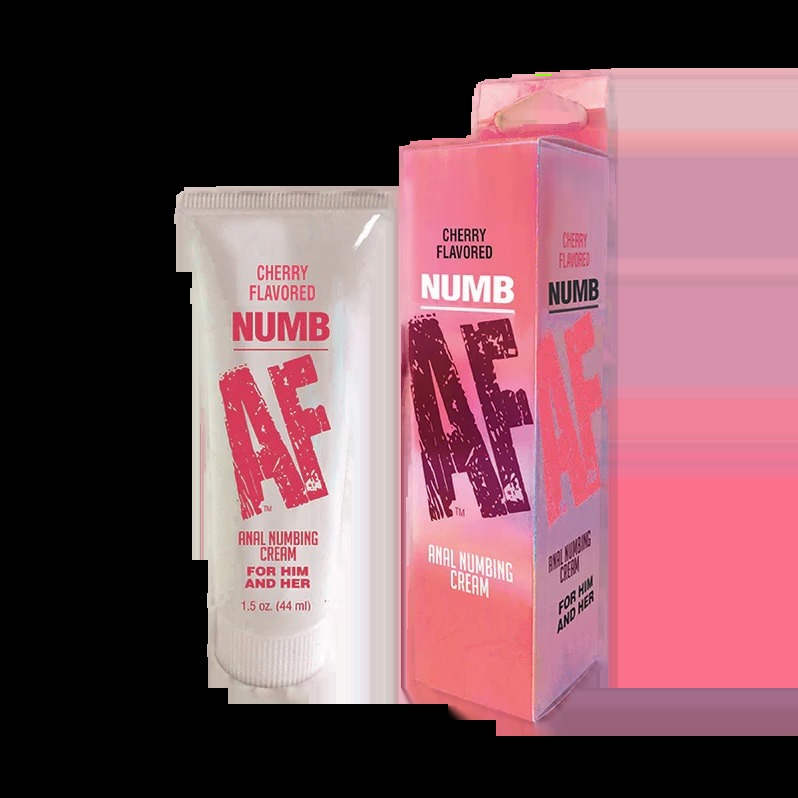 CHERRY
FLAVORED
NUMB
AF
TM
ANAL NUMBING
CREAM
FOR HIM
AND HER
1.5 oz. (44 ml)
CHERRY
FLAVORED
NUMB
AF
TM
ANAL NUMBING
CREAM
CHERRY
FLAVORED
NUMB
AF
ANAL NUMBING
CREAM
FOR HIM
AND HER